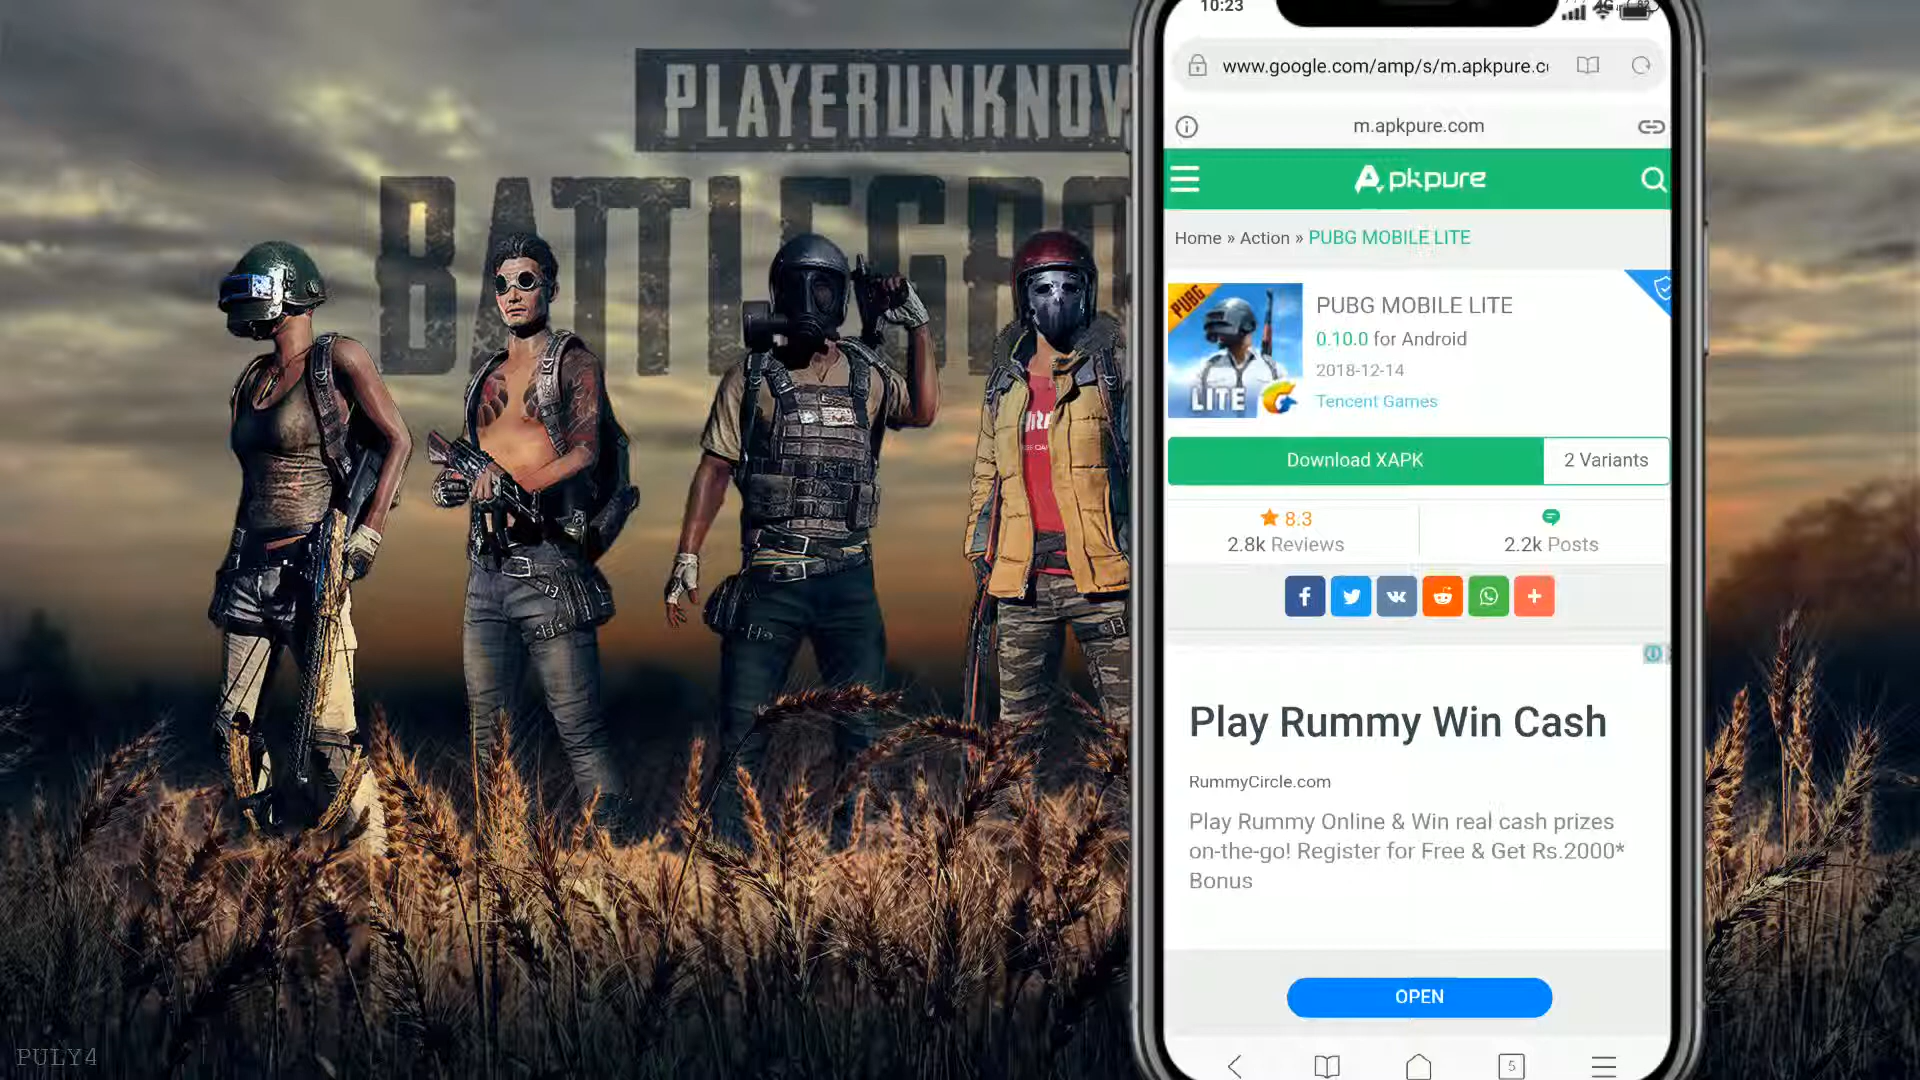 PLAYERUNKNOW
BATTLEGRO
10:23
4G
www.google.com/amp/s/m.apkpure.c
m.apkpure.com
Apkpure
Home » Action » PUBG MOBILE LITE
PUBG
LITE
PUBG MOBILE LITE
0.10.0 for Android
2018-12-14
Tencent Games
Download XAPK
2 Variants
8.3
2.8k Reviews
2.2k Posts
Play Rummy Win Cash
RummyCircle.com
Play Rummy Online & Win real cash prizes
on-the-go! Register for Free & Get Rs.2000*
Bonus
OPEN
5
PULY4